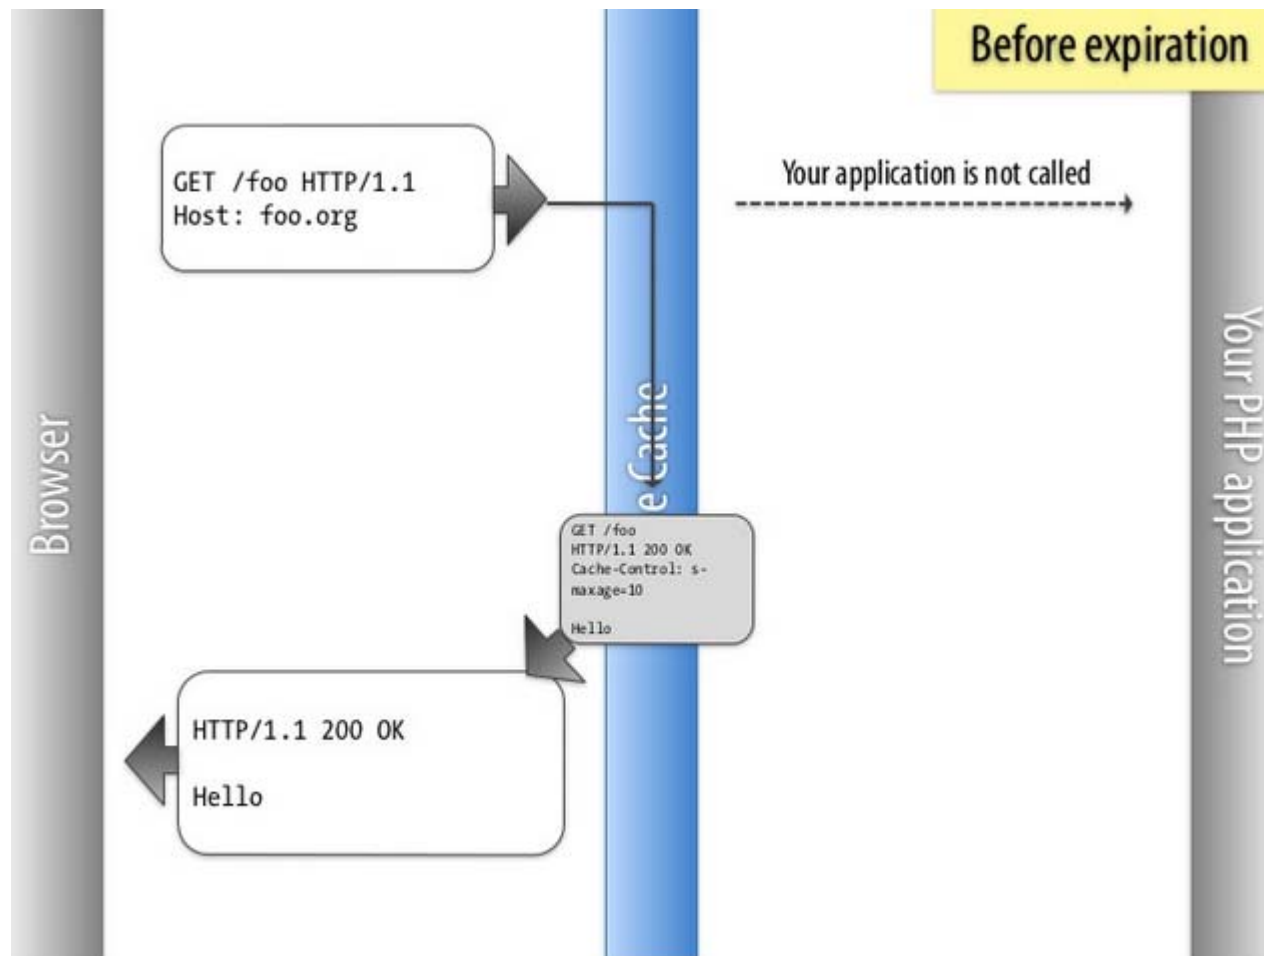 Before expiration
GET /foo HTTP/1.1
Host: foo.org
Your application is not called
Browser
e Cache
Your PHP application
GET /foo
HTTP/1.1 200 OK
Cache-Control: s-
maxage=10
Hello
HTTP/1.1 200 OK
Hello